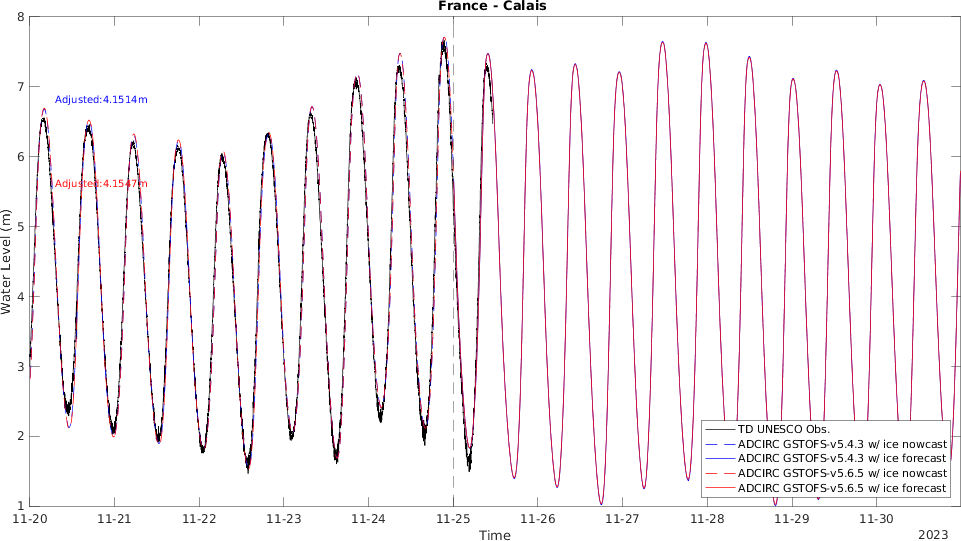 France - Calais
8
7
6
5
4
3
2
1
Water Level (m)
Adjusted:4.1514m
Adjusted:4.1547m
TD UNESCO Obs.
ADCIRC GSTOFS-v5.4.3 w/ ice nowcast
ADCIRC GSTOFS-v5.4.3 w/ ice forecast
ADCIRC GSTOFS-v5.6.5 w/ ice nowcast
ADCIRC GSTOFS-v5.6.5 w/ ice forecast
11-20 11-21 11-22 11-23 11-24 11-25 11-26 11-27 11-28 11-29 11-30
Time
2023